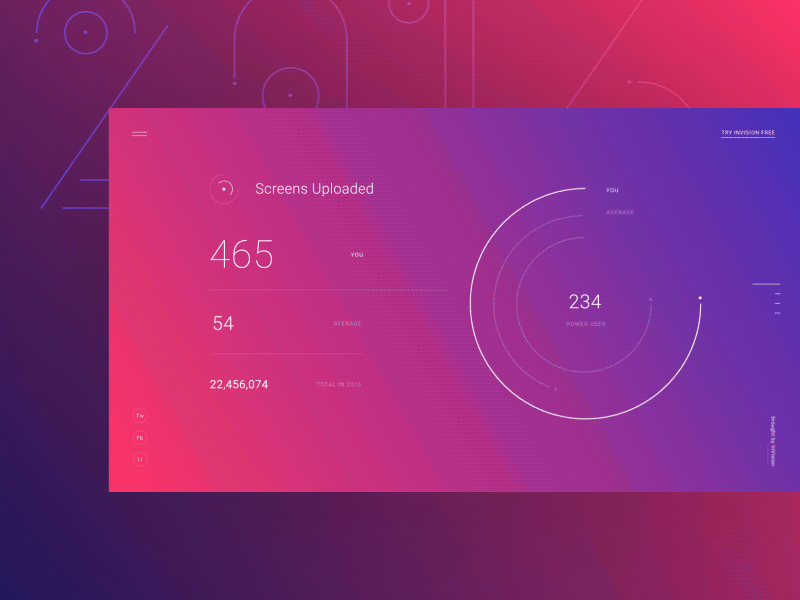 TRY INVISION FREE
Screens Uploaded
465 YOU
54 AVERAGE
22,456,074 TOTAL IN 2016
YOU
AVERAGE
234
POWER USER
Tw
Fb
Li
Brought by InVision